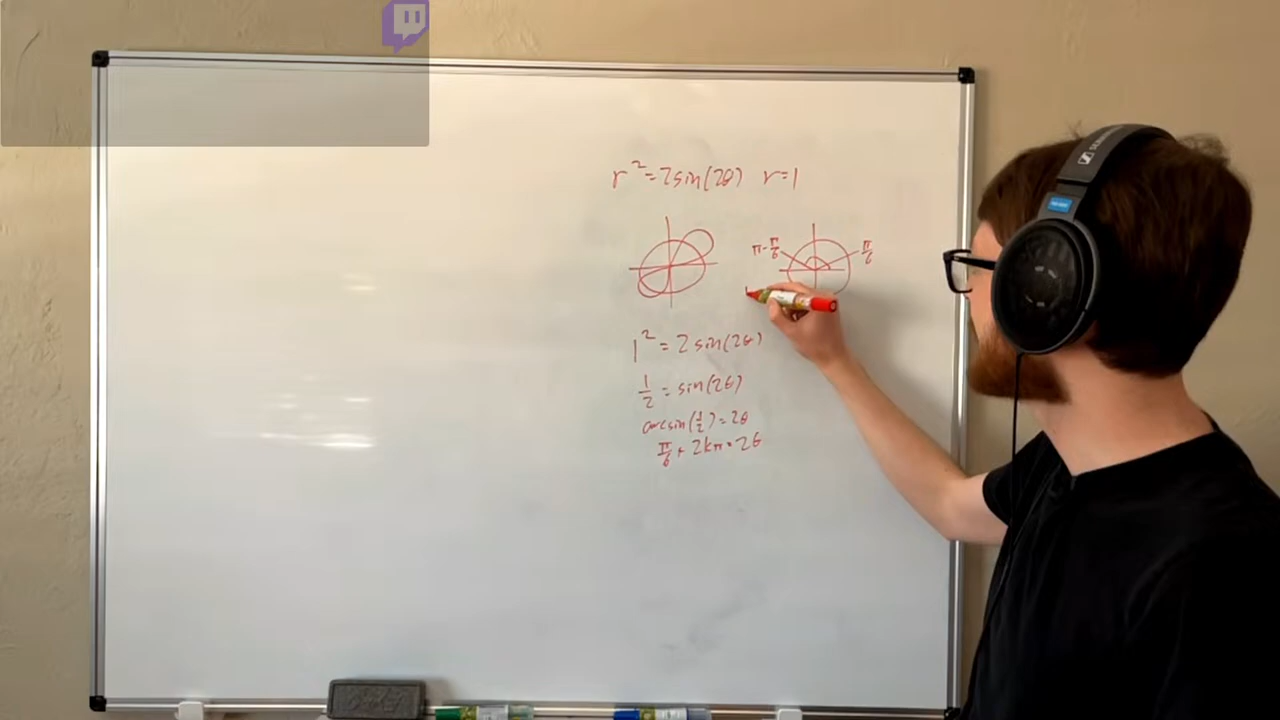 r²=2sin(2θ) r=1
π-π/6 π/6
1²=2sin(2θ)
1/2=sin(2θ)
arcsin(1/2)=2θ
π/6+2kπ=2θ